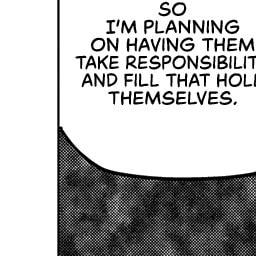 SO
I'M PLANNING
ON HAVING THEM
TAKE RESPONSIBILIT
AND FILL THAT HOL
THEMSELVES.